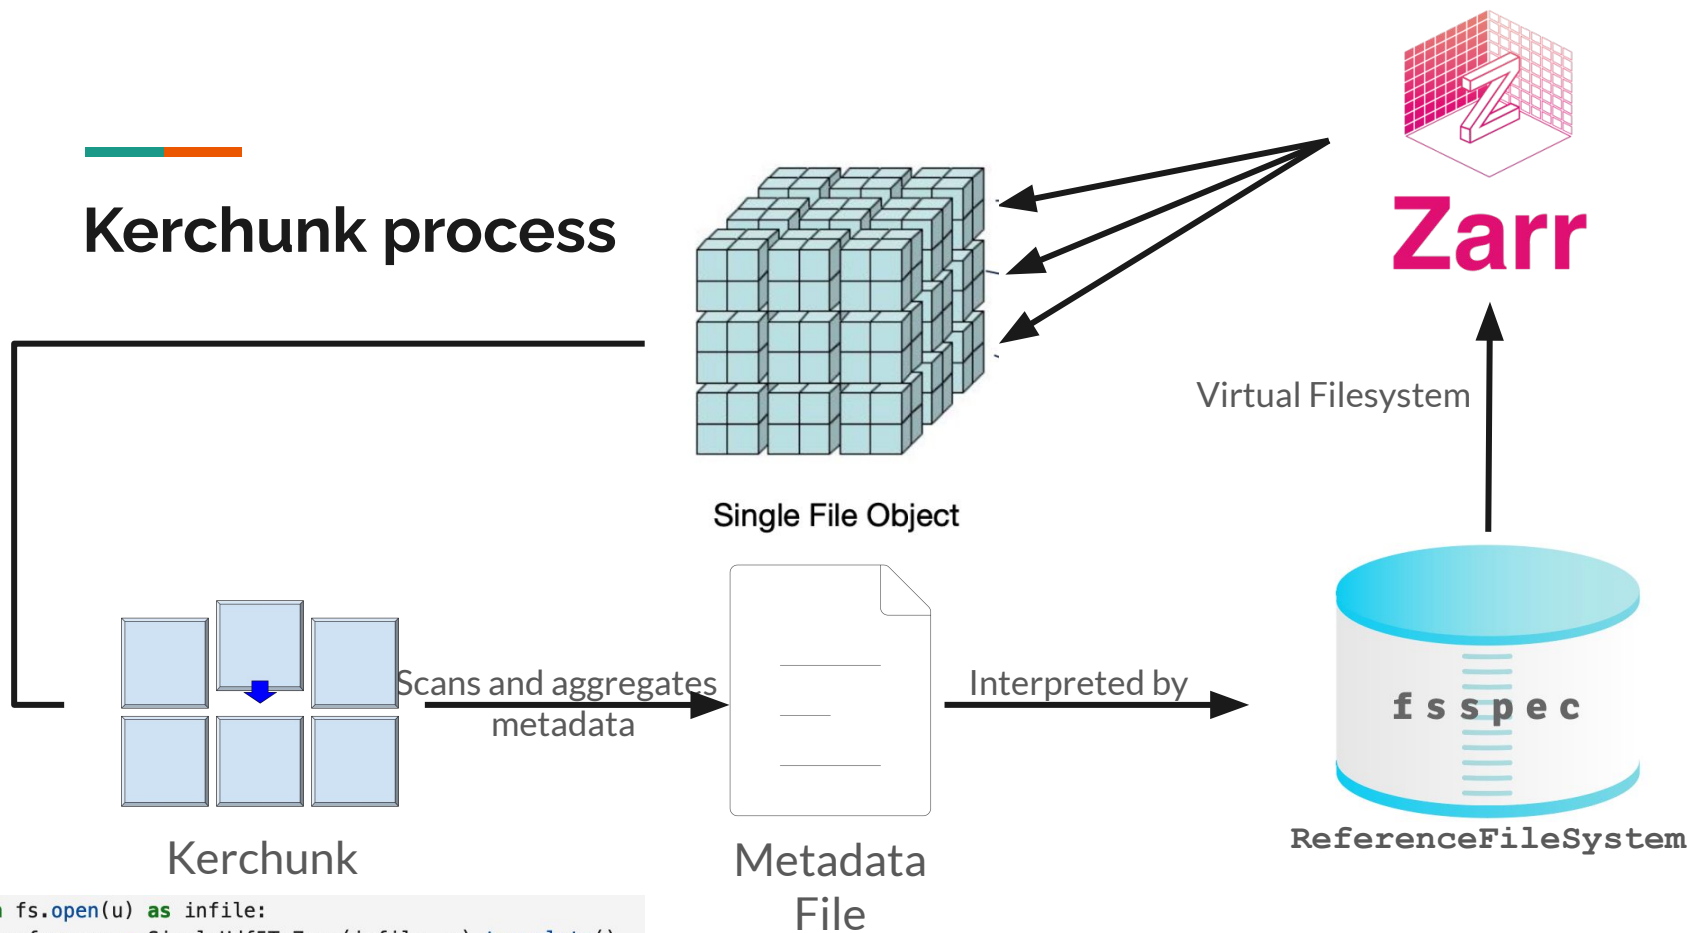 Kerchunk process
Z
Zarr
Virtual Filesystem
Single File Object
Scans and aggregates
metadata
Interpreted by
fsspec
ReferenceFileSystem
Kerchunk
Metadata
File
fs.open(u) as infile: